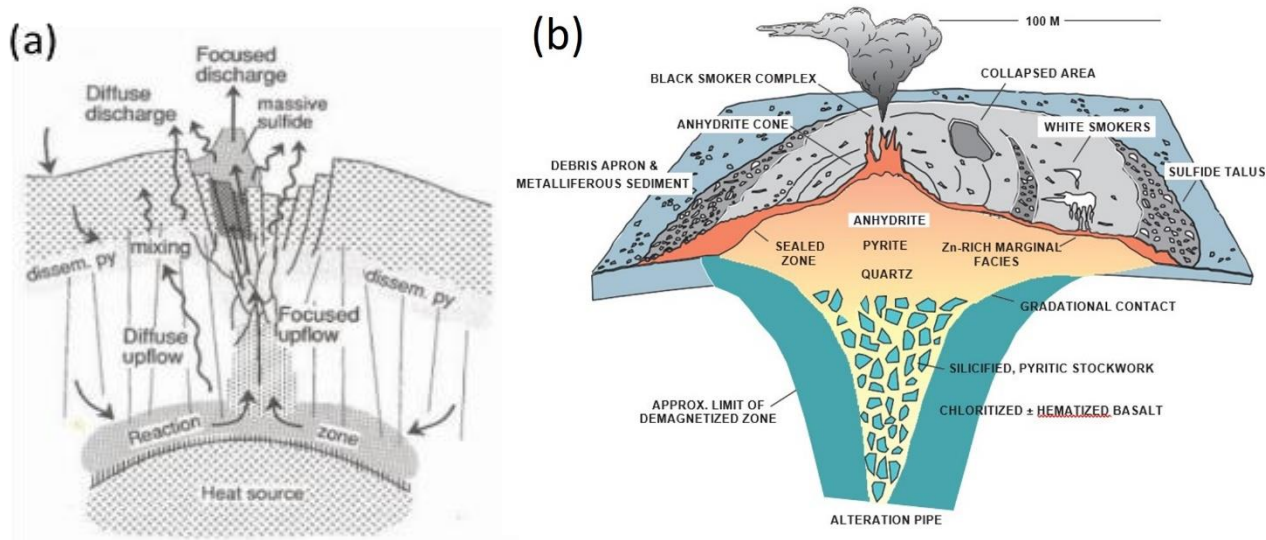 (a)
Focused
discharge
Diffuse
discharge
massive
sulfide
mixing
dissem. py
dissem. py
Focused
upflow
Diffuse
upflow
Reaction
zone
Heat source
(b)
100 M
BLACK SMOKER COMPLEX
COLLAPSED AREA
ANHYDRITE CONE
WHITE SMOKERS
DEBRIS APRON &
METALLIFEROUS SEDIMENT
SULFIDE TALUS
ANHYDRITE
SEALED
ZONE
PYRITE
Zn-RICH MARGINAL
FACIES
QUARTZ
GRADATIONAL CONTACT
SILICIFIED, PYRITIC STOCKWORK
APPROX. LIMIT OF
DEMAGNETIZED ZONE
CHLORITIZED ± HEMATIZED BASALT
ALTERATION PIPE